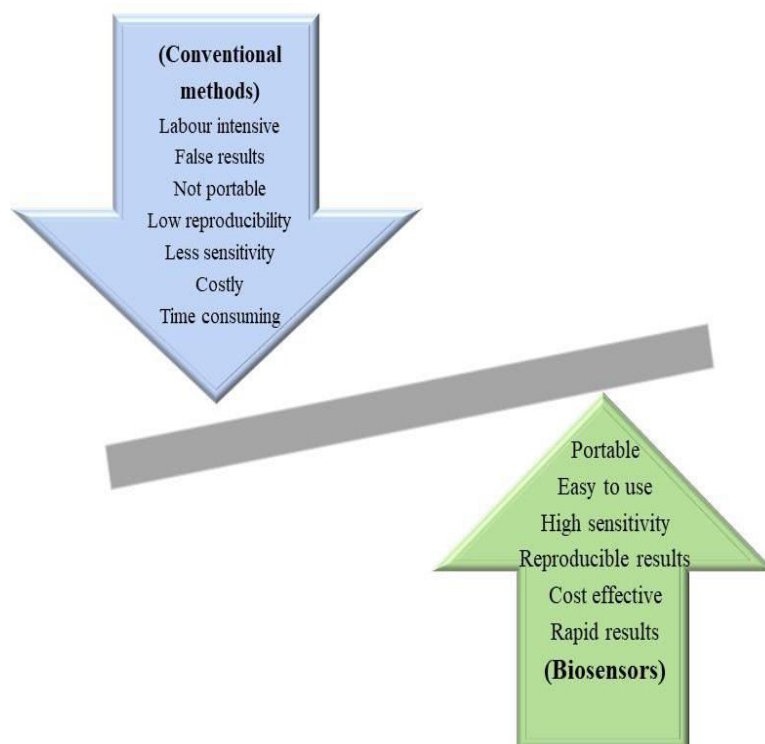 (Conventional
methods)
Labour intensive
False results
Not portable
Low reproducibility
Less sensitivity
Costly
Time consuming
Portable
Easy to use
High sensitivity
Reproducible results
Cost effective
Rapid results
(Biosensors)